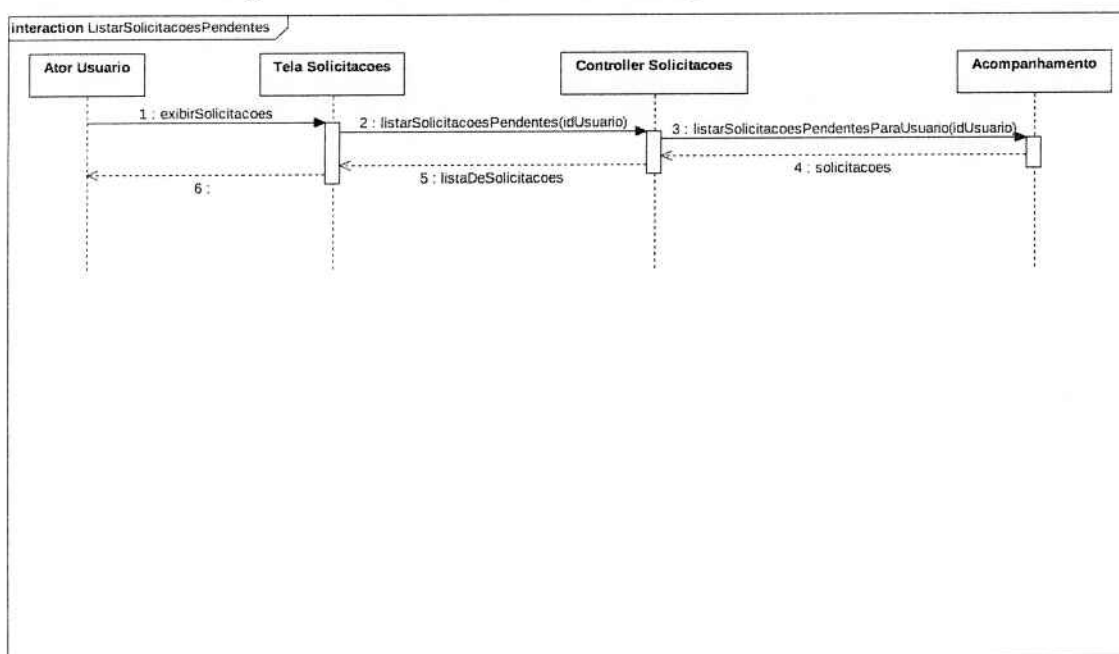 interaction ListarSolicitacoesPendentes
Ator Usuario
Tela Solicitacoes
Controller Solicitacoes
Acompanhamento
1 : exibirSolicitacoes
2 : listarSolicitacoesPendentes(idUsuario)
3 : listarSolicitacoesPendentesParaUsuario(idUsuario)
4 : solicitacoes
5 : listaDeSolicitacoes
6 :